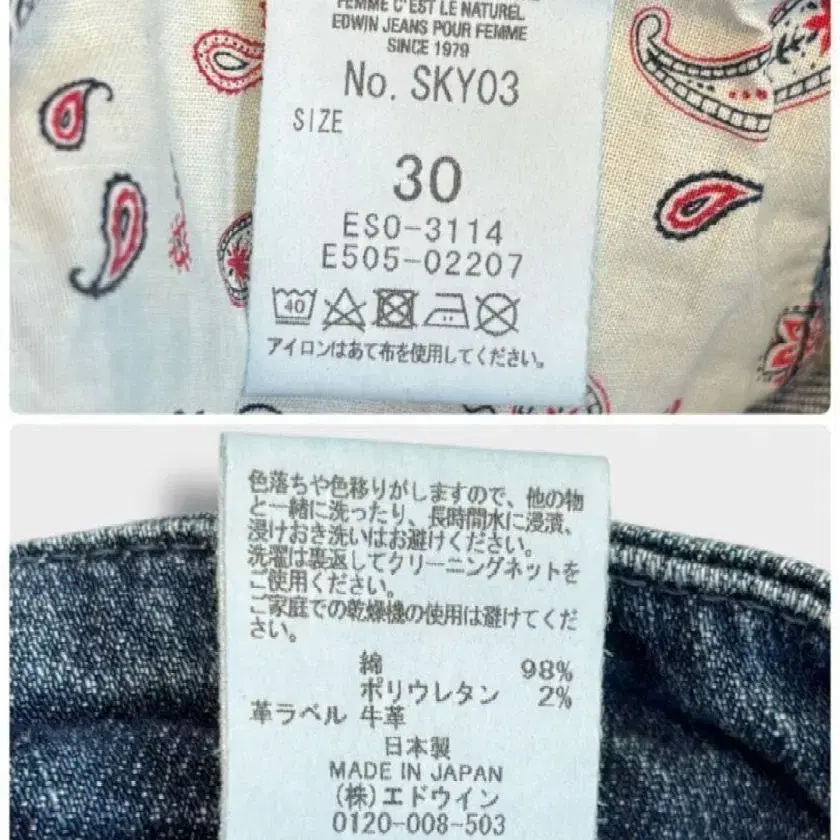 FEMME C'EST LE NATUREL
EDWIN JEANS POUR FEMME
SINCE 1979
No. SKY03
SIZE
30
ESO-3114
E505-02207
40
アイロンはあて布を使用してください。
色落ちや色移りがしますので、他の物
と一緒に洗ったり、長時間水に浸漬、
浸けおき洗いはお避けください。
洗濯は裏返してクリーニングネットを
ご使用ください。
ご家庭での乾燥機の使用は避けてくだ
さい。
綿 98%
ポリウレタン 2%
革ラベル 牛革
日本製
MADE IN JAPAN
(株)エドウイン
0120-008-503